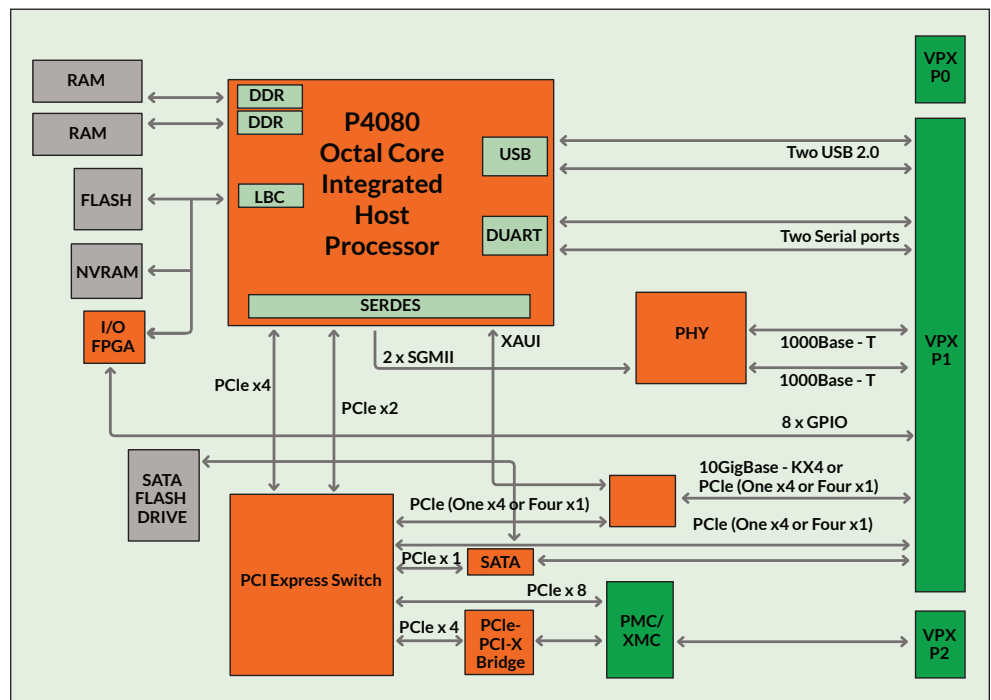 RAM
RAM
FLASH
NVRAM
I/O
FPGA
DDR
DDR
LBC
P4080
Octal Core
Integrated
Host
Processor
USB
DUART
SERDES
VPX
P0
Two USB 2.0
Two Serial ports
VPX
P1
PHY
1000Base - T
1000Base - T
XAUI
2 x SGMII
PCIe x4
PCIe x2
8 x GPIO
SATA
FLASH
DRIVE
10GigBase - KX4 or
PCIe (One x4 or Four x1)
PCIe (One x4 or Four x1)
PCIe (One x4 or Four x1)
PCI Express Switch
PCIe x 1
SATA
PCIe x 8
PCIe x 4
PCIe-
PCI-X
Bridge
PMC/
XMC
VPX
P2